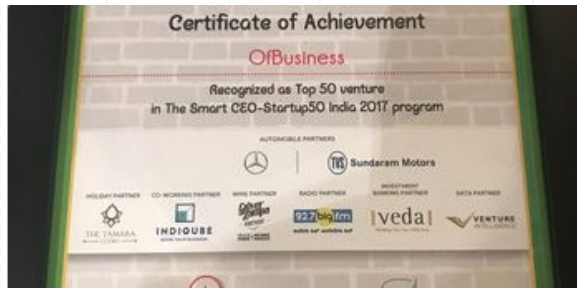 Certificate of Achievement
OfBusiness
Recognized as Top 50 venture
in The Smart CEO-Startup50 India 2017 program
AUTOMOBILE PARTNERS
TVS Sundaram Motors
HOLIDAY PARTNER
CO-WORKING PARTNER
WINE PARTNER
RADIO PARTNER
INVESTMENT
BANKING PARTNER
DATA PARTNER
THE TAMARA
INDIQUBE
92.7 big fm
veda
VENTURE
INTELLIGENCE